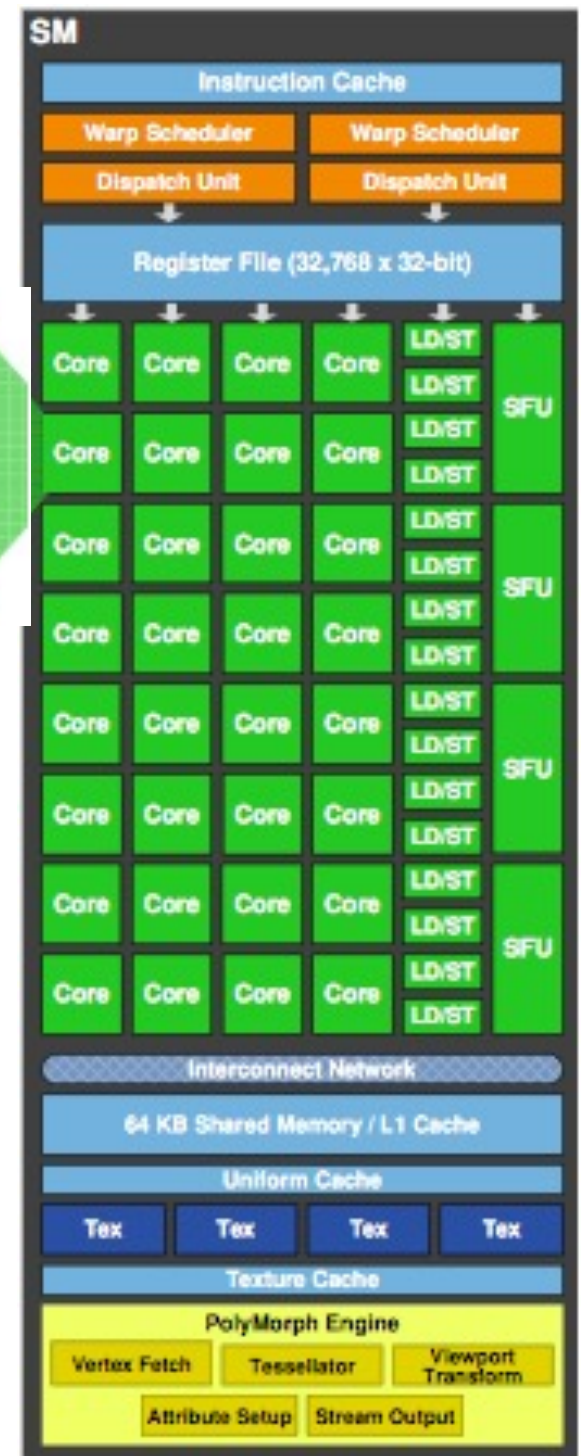 SM
Instruction Cache
Warp Scheduler Warp Scheduler
Dispatch Unit Dispatch Unit
Register File (32,768 x 32-bit)
Core Core Core Core LD/ST SFU
LD/ST
Core Core Core Core LD/ST
LD/ST
Core Core Core Core LD/ST SFU
LD/ST
Core Core Core Core LD/ST
LD/ST
Core Core Core Core LD/ST SFU
LD/ST
Core Core Core Core LD/ST
LD/ST
Core Core Core Core LD/ST SFU
LD/ST
Core Core Core Core LD/ST
LD/ST
Interconnect Network
64 KB Shared Memory / L1 Cache
Uniform Cache
Tex Tex Tex Tex
Texture Cache
PolyMorph Engine
Vertex Fetch Tessellator Viewport
Transform
Attribute Setup Stream Output